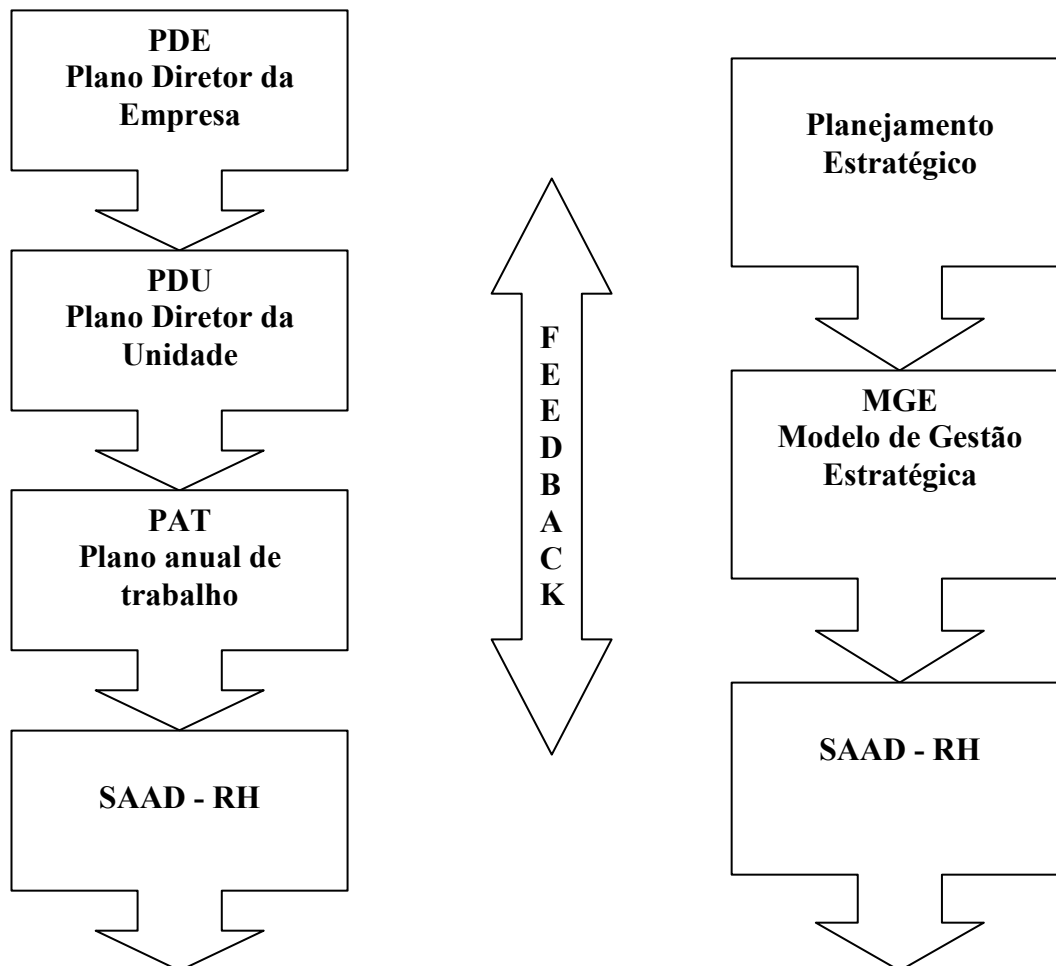 PDE
Plano Diretor da
Empresa
PDU
Plano Diretor da
Unidade
PAT
Plano anual de
trabalho
SAAD - RH
F
E
E
D
B
A
C
K
Planejamento
Estratégico
MGE
Modelo de Gestão
Estratégica
SAAD - RH